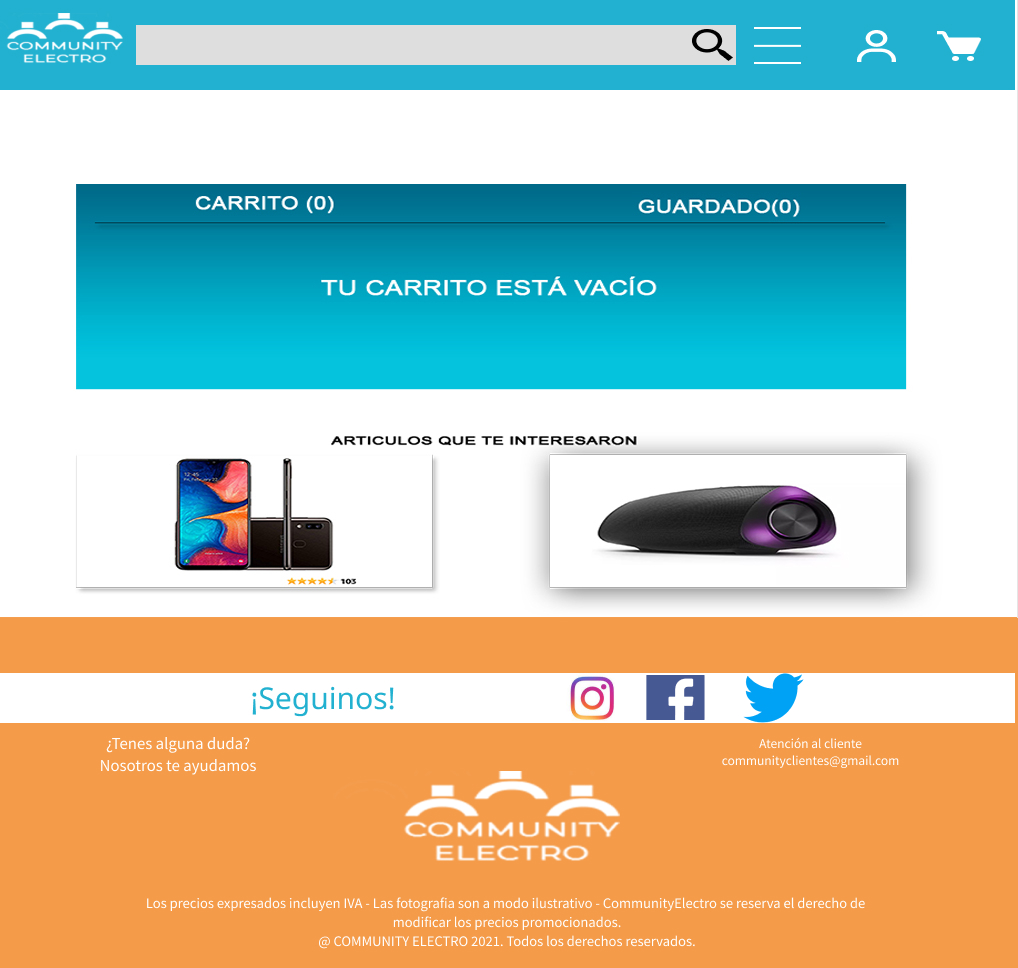 COMMUNITY
ELECTRO
CARRITO (0)
GUARDADO(0)
TU CARRITO ESTÁ VACÍO
ARTICULOS QUE TE INTERESARON
12:45
103
¡Seguinos!
¿Tenes alguna duda?
Nosotros te ayudamos
Atención al cliente
communityclientes@gmail.com
COMMUNITY
ELECTRO
Los precios expresados incluyen IVA - Las fotografia son a modo ilustrativo - CommunityElectro se reserva el derecho de
modificar los precios promocionados.
@ COMMUNITY ELECTRO 2021. Todos los derechos reservados.